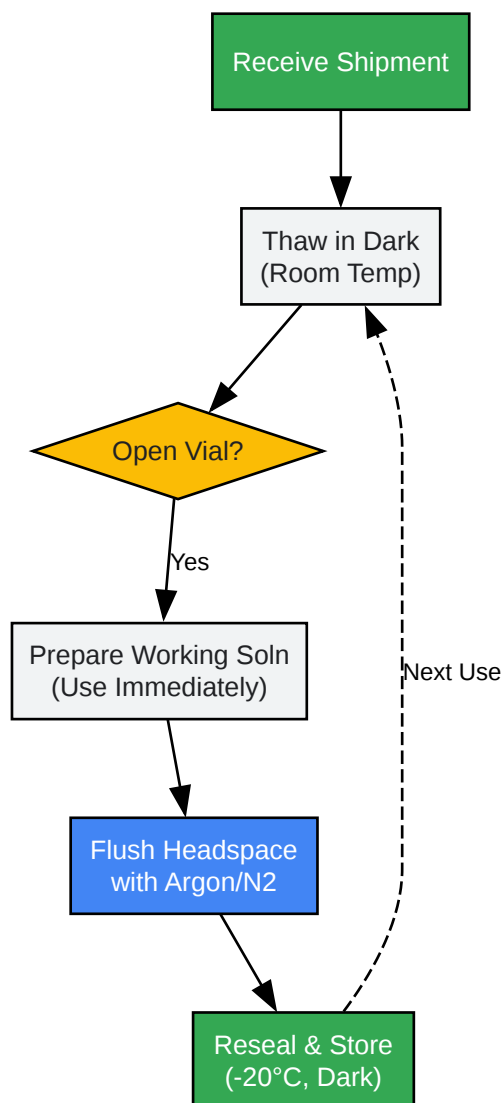 Receive Shipment
Thaw in Dark
(Room Temp)
Open Vial?
Yes
Prepare Working Soln
(Use Immediately)
Next Use
Flush Headspace
with Argon/N2
Reseal & Store
(-20°C, Dark)